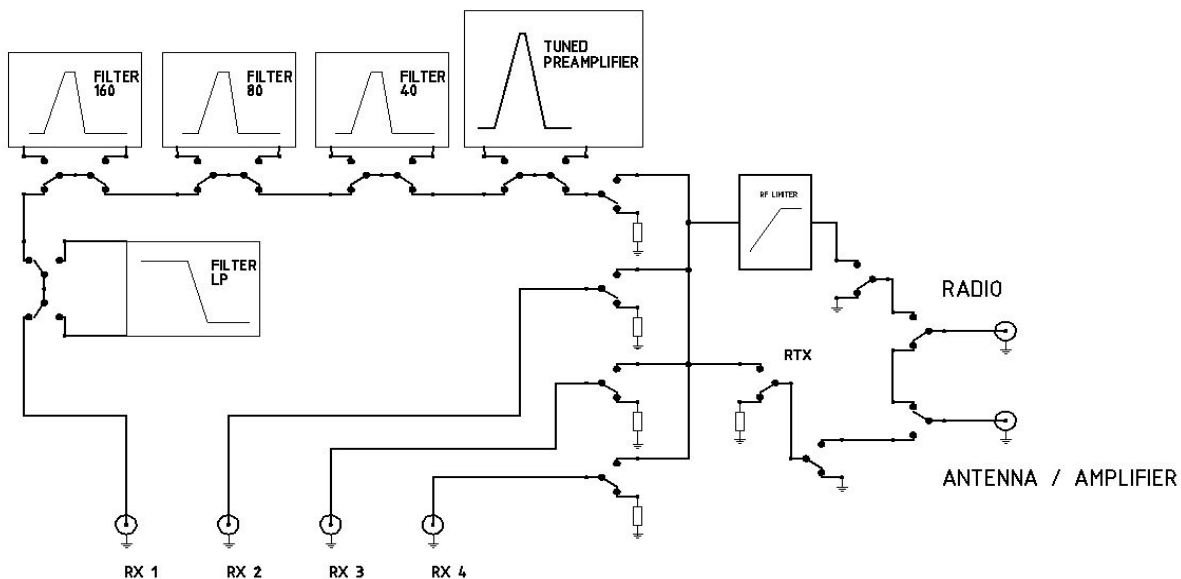 TUNED
PREAMPLIFIER
FILTER
160
FILTER
80
FILTER
40
RF LIMITER
FILTER
LP
RADIO
RTX
ANTENNA / AMPLIFIER
RX 1
RX 2
RX 3
RX 4